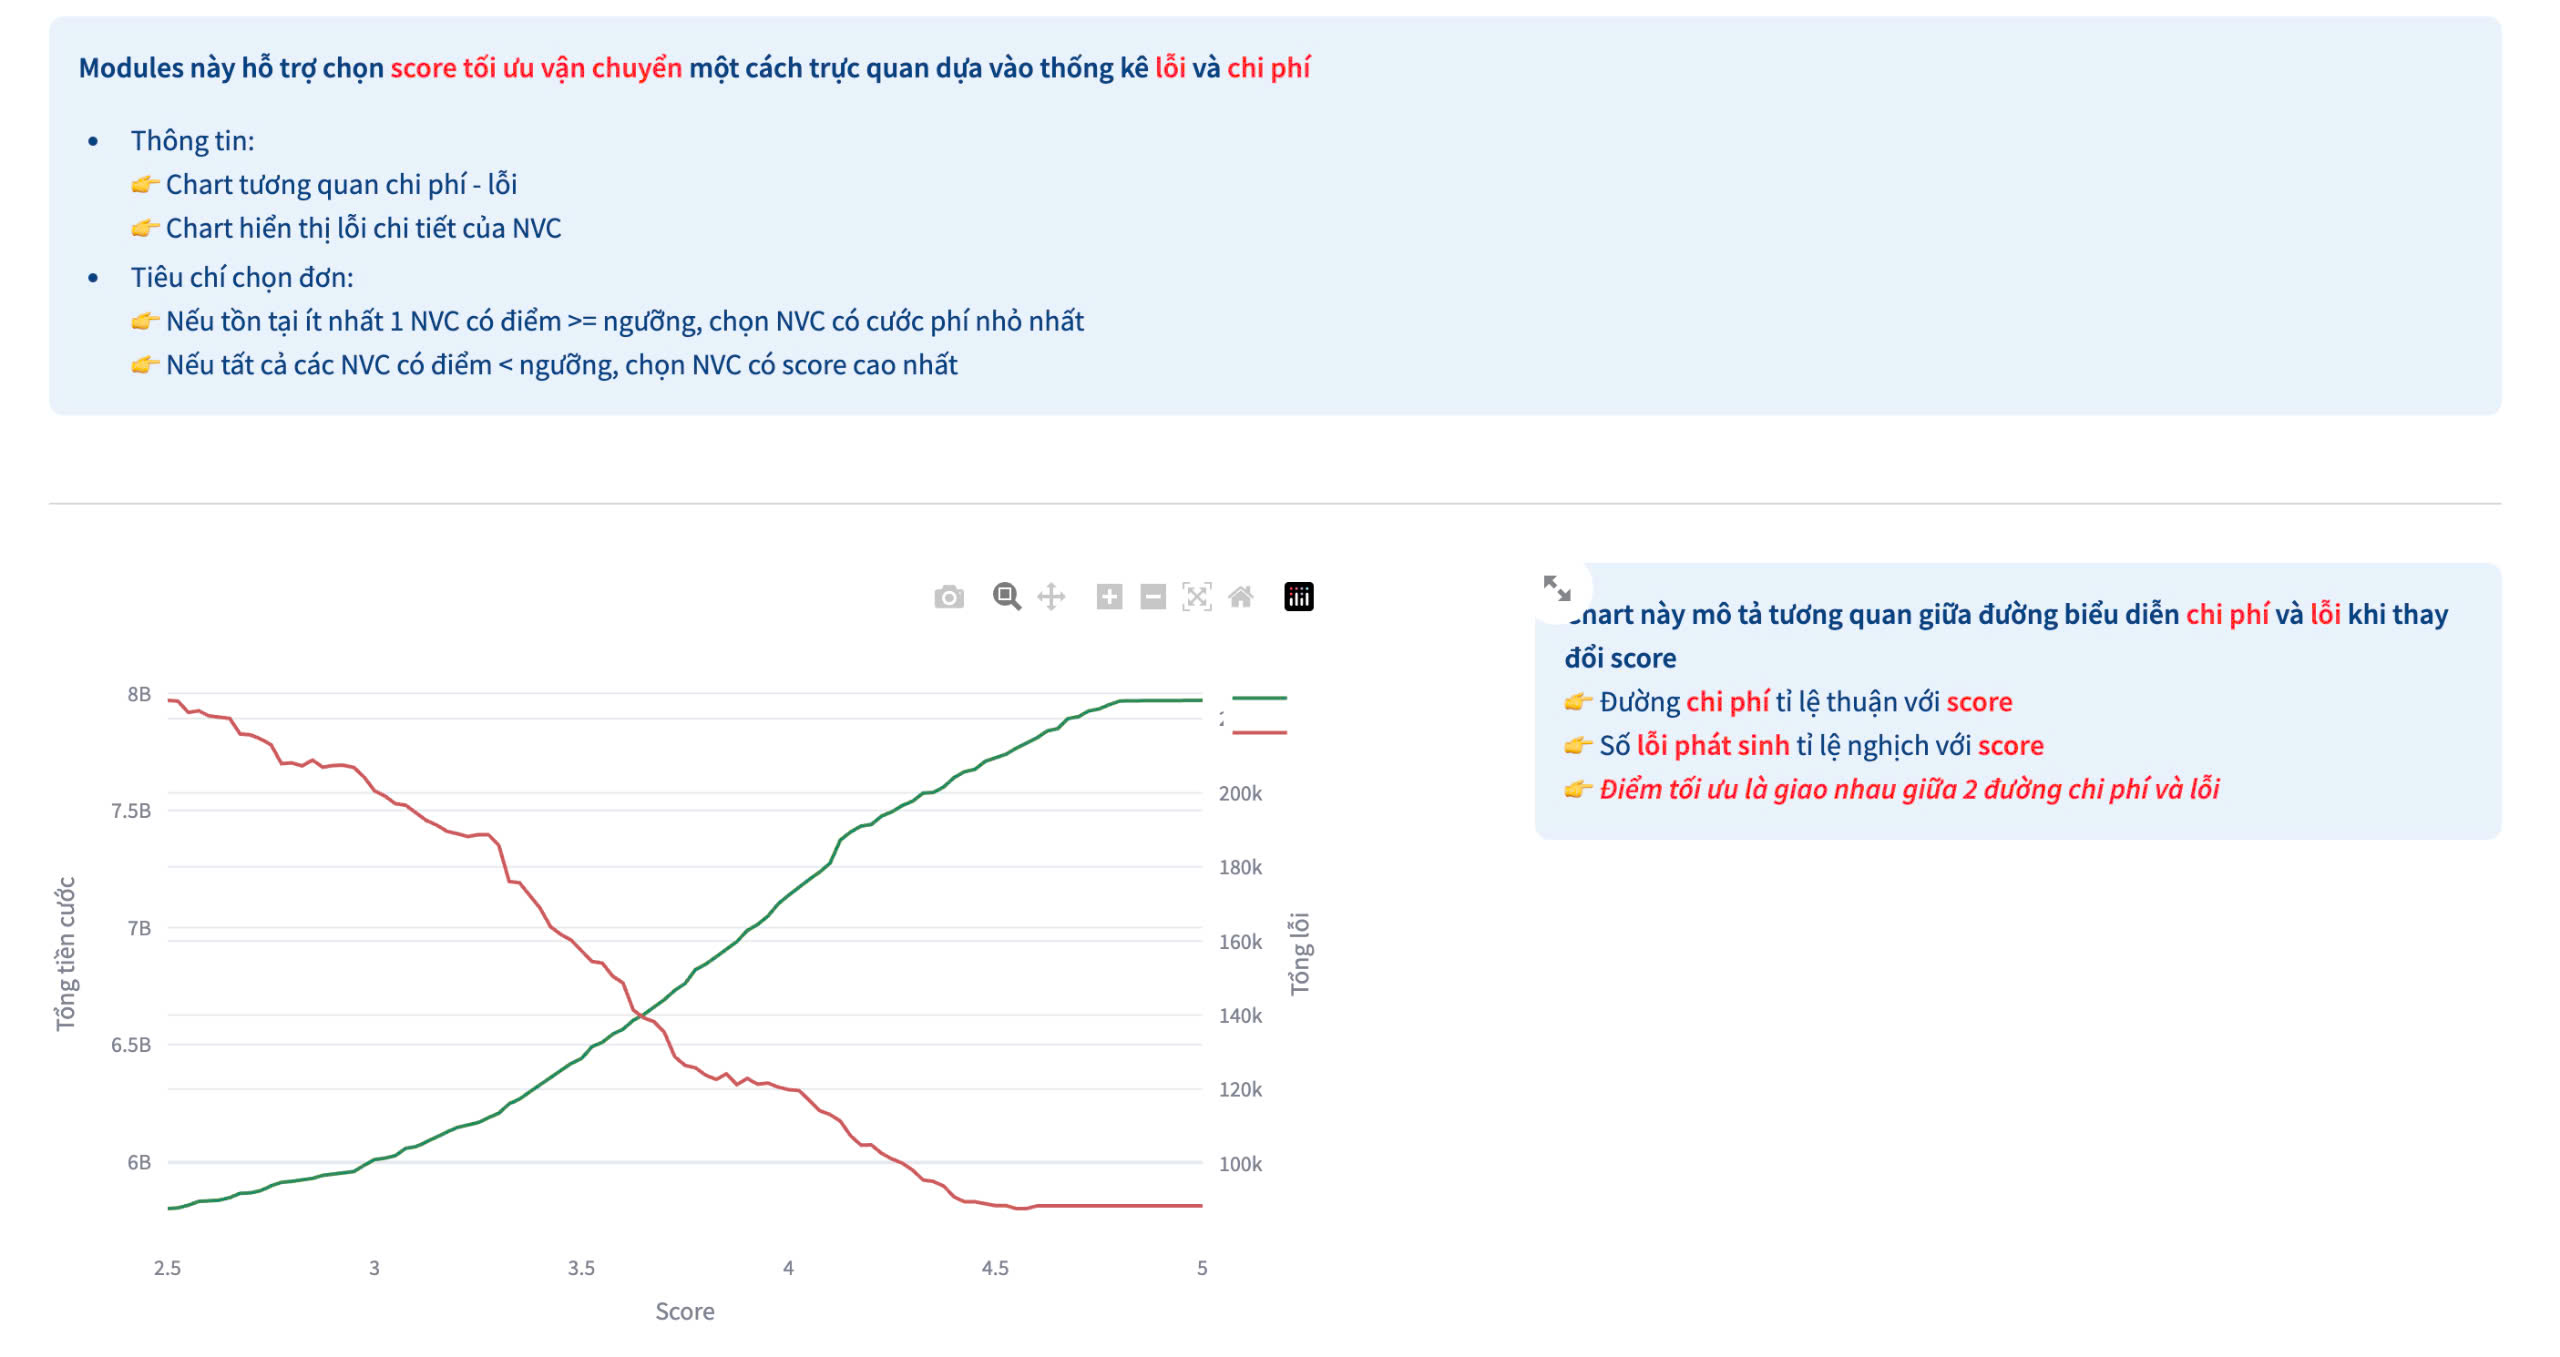 Modules này hỗ trợ chọn score tối ưu vận chuyển một cách trực quan dựa vào thống kê lỗi và chi phí
• Thông tin:
👉 Chart tương quan chi phí - lỗi
👉 Chart hiển thị lỗi chi tiết của NVC
• Tiêu chí chọn đơn:
👉 Nếu tồn tại ít nhất 1 NVC có điểm >= ngưỡng, chọn NVC có cước phí nhỏ nhất
👉 Nếu tất cả các NVC có điểm < ngưỡng, chọn NVC có score cao nhất
8B
7.5B
7B
6.5B
6B
Tổng tiền cước
200k
180k
160k
140k
120k
100k
Tổng lỗi
2.5 3 3.5 4 4.5 5
Score
này mô tả tương quan giữa đường biểu diễn chi phí và lỗi khi thay
đổi score
👉 Đường chi phí tỉ lệ thuận với score
👉 Số lỗi phát sinh tỉ lệ nghịch với score
👉 Điểm tối ưu là giao nhau giữa 2 đường chi phí và lỗi